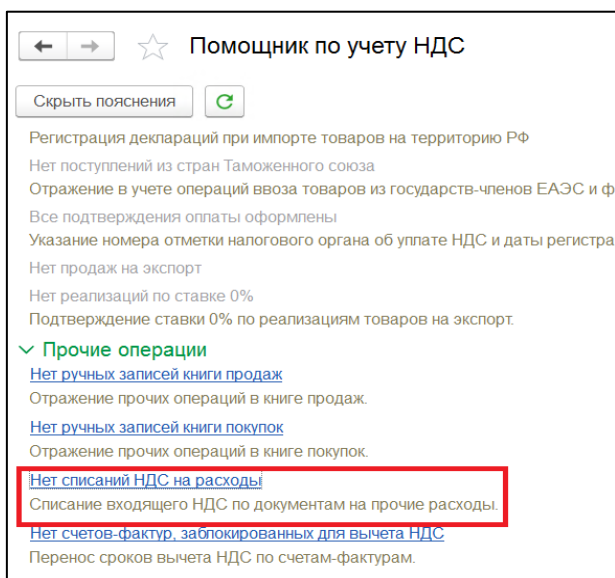 Помощник по учету НДС
Скрыть пояснения
Регистрация деклараций при импорте товаров на территорию РФ
Нет поступлений из стран Таможенного союза
Отражение в учете операций ввоза товаров из государств-членов ЕАЭС и ф
Все подтверждения оплаты оформлены
Указание номера отметки налогового органа об уплате НДС и даты регистра
Нет продаж на экспорт
Нет реализаций по ставке 0%
Подтверждение ставки 0% по реализациям товаров на экспорт.
Прочие операции
Нет ручных записей книги продаж
Отражение прочих операций в книге продаж.
Нет ручных записей книги покупок
Отражение прочих операций в книге покупок.
Нет списаний НДС на расходы
Списание входящего НДС по документам на прочие расходы.
Нет счетов-фактур, заблокированных для вычета НДС
Перенос сроков вычета НДС по счетам-фактурам.